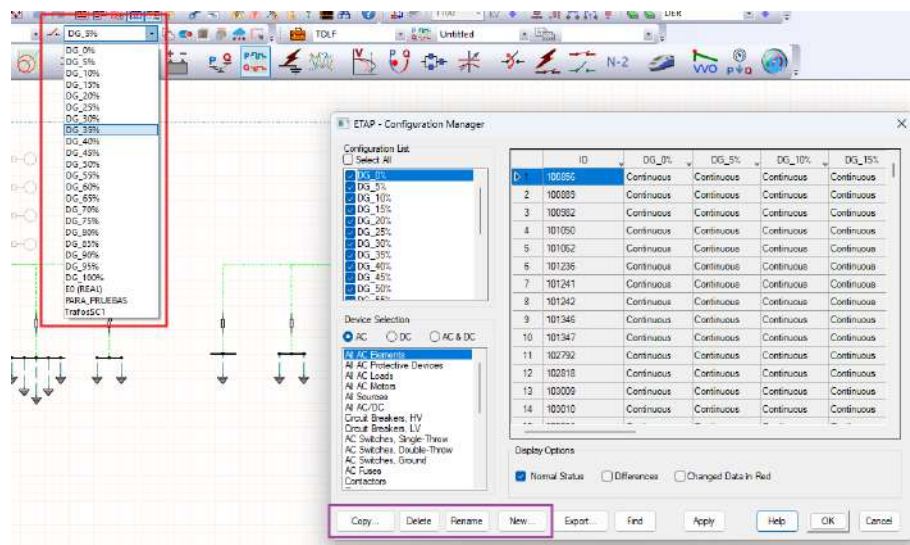 1100
kV
DER
DG_5%
TOLF
Untitled
N-2
VVO
DG_0%
DG_5%
DG_10%
DG_15%
DG_20%
DG_25%
DG_30%
DG_35%
DG_40%
DG_45%
DG_50%
DG_55%
DG_60%
DG_65%
DG_70%
DG_75%
DG_80%
DG_85%
DG_90%
DG_95%
DG_100%
E0 (REAL)
PARA_PRUEBAS
TrafosSC1
ETAP - Configuration Manager
Configuration List
Select All
DG_0%
DG_5%
DG_10%
DG_15%
DG_20%
DG_25%
DG_30%
DG_35%
DG_40%
DG_45%
DG_50%
DG_55%
Device Selection
AC DC AC & DC
All AC Elements
All AC Protective Devices
All AC Loads
All AC Motors
All Sources
All AC/DC
Circuit Breakers, HV
Circuit Breakers, LV
AC Switches, Single-Throw
AC Switches, Double-Throw
AC Switches, Ground
AC Fuses
Contactors
ID DG_0% DG_5% DG_10% DG_15%
1 100856 Continuous Continuous Continuous Continuous
2 100889 Continuous Continuous Continuous Continuous
3 100982 Continuous Continuous Continuous Continuous
4 101050 Continuous Continuous Continuous Continuous
5 101062 Continuous Continuous Continuous Continuous
6 101236 Continuous Continuous Continuous Continuous
7 101241 Continuous Continuous Continuous Continuous
8 101242 Continuous Continuous Continuous Continuous
9 101346 Continuous Continuous Continuous Continuous
10 101347 Continuous Continuous Continuous Continuous
11 102792 Continuous Continuous Continuous Continuous
12 102818 Continuous Continuous Continuous Continuous
13 103009 Continuous Continuous Continuous Continuous
14 103010 Continuous Continuous Continuous Continuous
Display Options
Normal Status Differences Changed Data in Red
Copy... Delete Rename New... Export... Find Apply Help OK Cancel